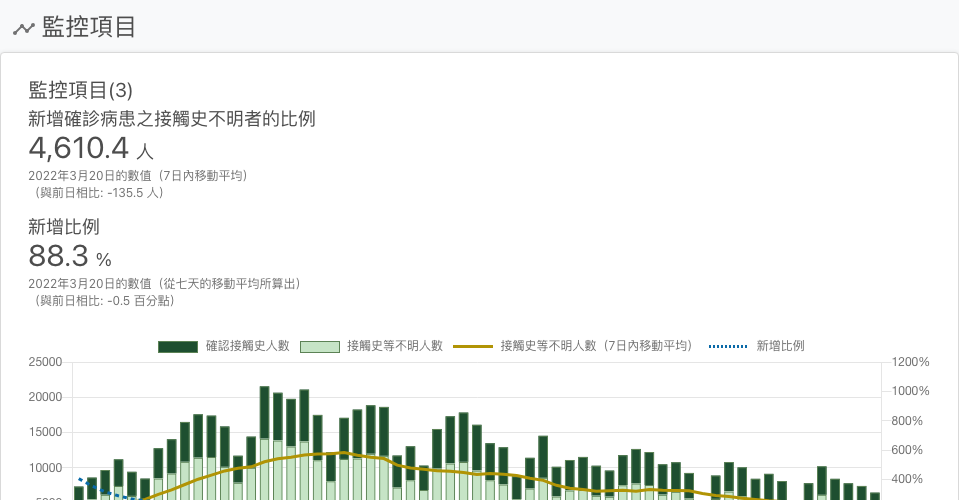 監控項目
監控項目(3)
新增確診病患之接觸史不明者的比例
4,610.4 人
2022年3月20日的數值（7日內移動平均）
（與前日相比: -135.5 人）
新增比例
88.3 %
2022年3月20日的數值（從七天的移動平均所算出）
（與前日相比: -0.5 百分點）
確認接觸史人數 接觸史等不明人數 接觸史等不明人數（7日內移動平均） 新增比例
25000 1200%
20000 1000%
15000 800%
10000 600%
400%